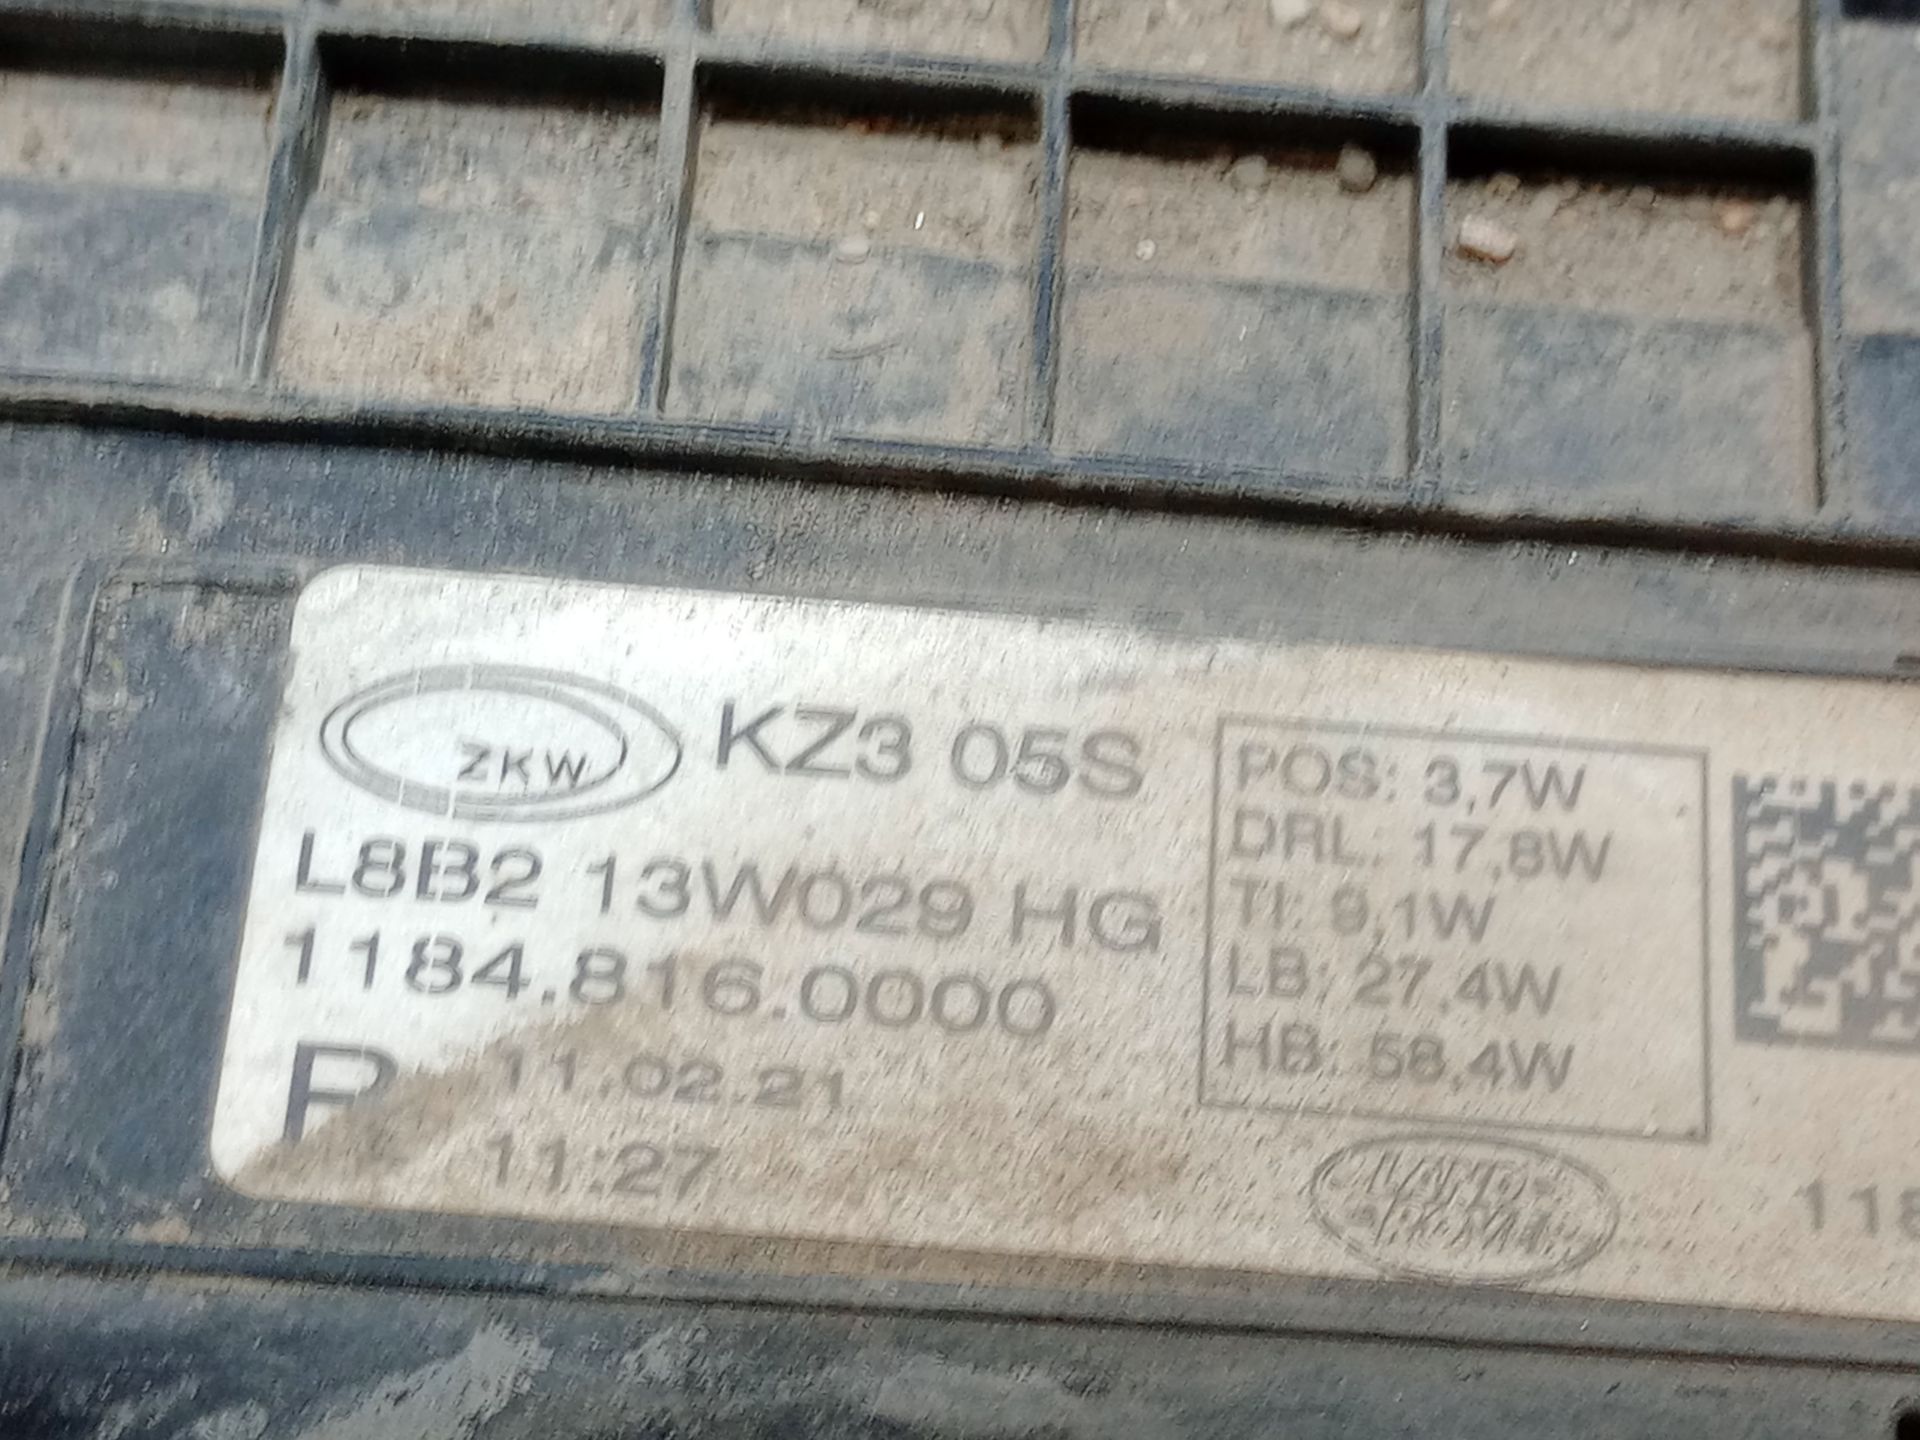 ZKW KZ3 05S
L8B2 13W029 HG
1184.816.0000
R 11.02.21
11:27
POS: 3,7W
DRL: 17,8W
TI: 9,1W
LB: 27,4W
HB: 58,4W
LAND-
ROVER
118